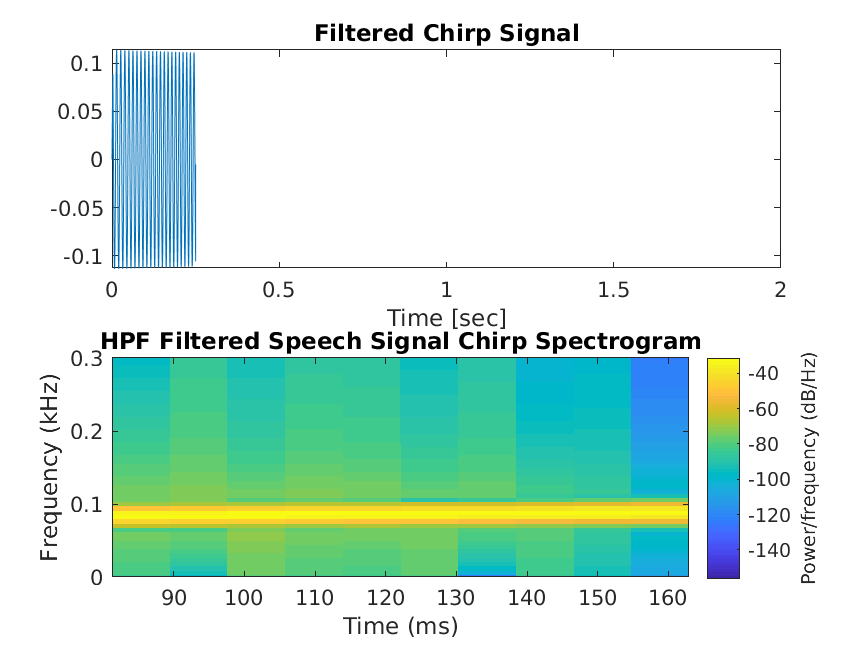 Filtered Chirp Signal
0.1
0.05
0
-0.05
-0.1
0 0.5 1 1.5 2
Time [sec]
HPF Filtered Speech Signal Chirp Spectrogram
0.3
0.2
0.1
0
Frequency (kHz)
90 100 110 120 130 140 150 160
Time (ms)
-40
-60
-80
-100
-120
-140
Power/frequency (dB/Hz)